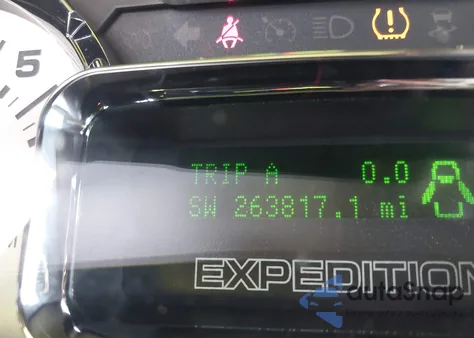 5
TRIP A 0.0
SW 263817.1 mi
EXPEDITION
autoSnap